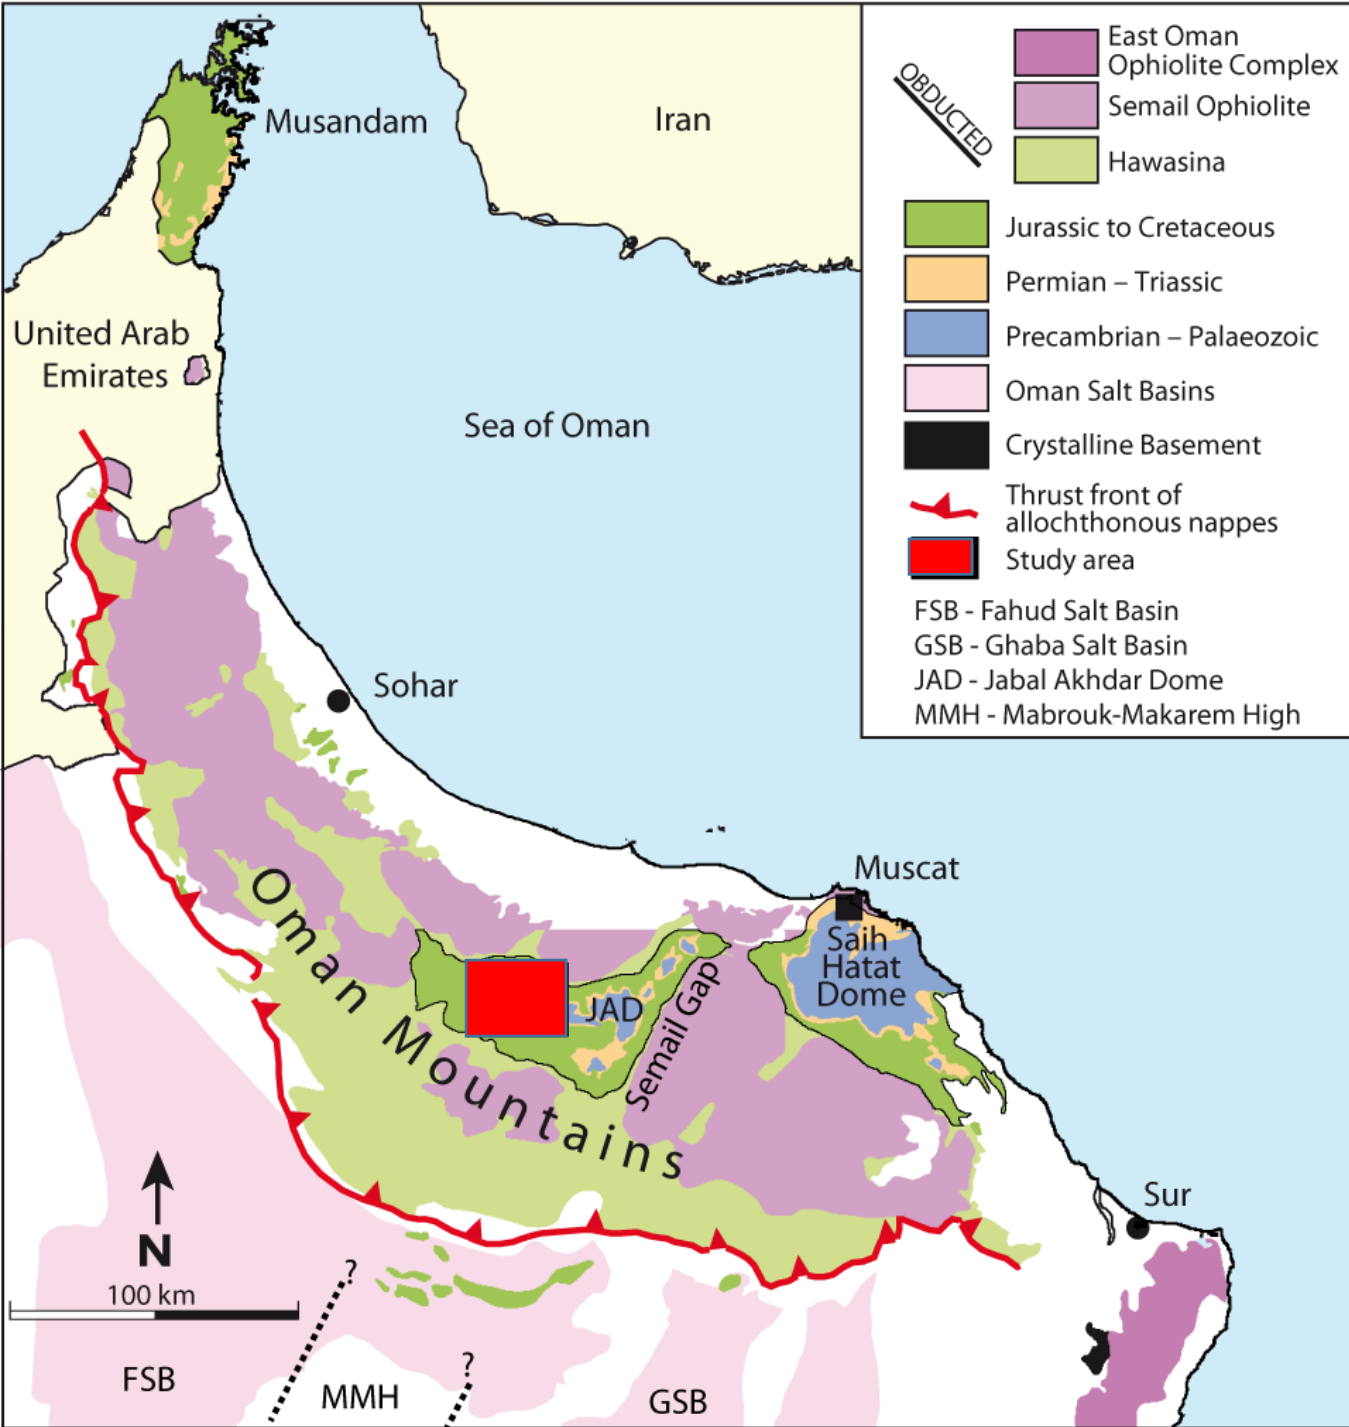 Musandam
Iran
United Arab
Emirates
Sea of Oman
Sohar
Muscat
Saih
Hatat
Dome
JAD
Semail Gap
Oman Mountains
Sur
N
100 km
?
?
FSB
MMH
GSB
OBDUCTED
East Oman
Ophiolite Complex
Semail Ophiolite
Hawasina
Jurassic to Cretaceous
Permian – Triassic
Precambrian – Palaeozoic
Oman Salt Basins
Crystalline Basement
Thrust front of
allochthonous nappes
Study area
FSB - Fahud Salt Basin
GSB - Ghaba Salt Basin
JAD - Jabal Akhdar Dome
MMH - Mabrouk-Makarem High